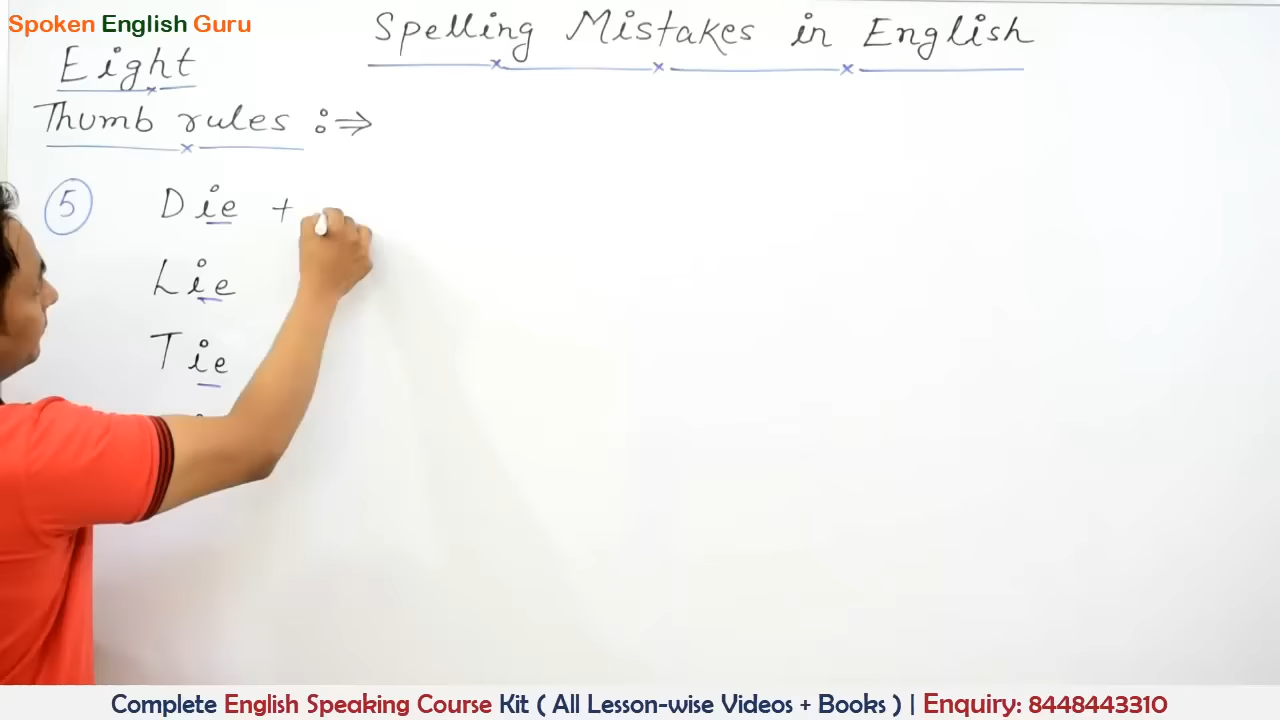 Spoken English Guru
Spelling Mistakes in English
Eight
Thumb rules :⇒
5 Die +
Lie
Tie
Complete English Speaking Course Kit ( All Lesson-wise Videos + Books ) | Enquiry: 8448443310